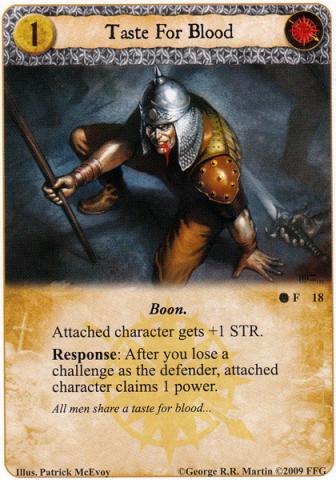 1 Taste For Blood
F 18
Boon.
Attached character gets +1 STR.
Response: After you lose a
challenge as the defender, attached
character claims 1 power.
All men share a taste for blood...
Illus. Patrick McEvoy ©George R.R. Martin ©2009 FFG